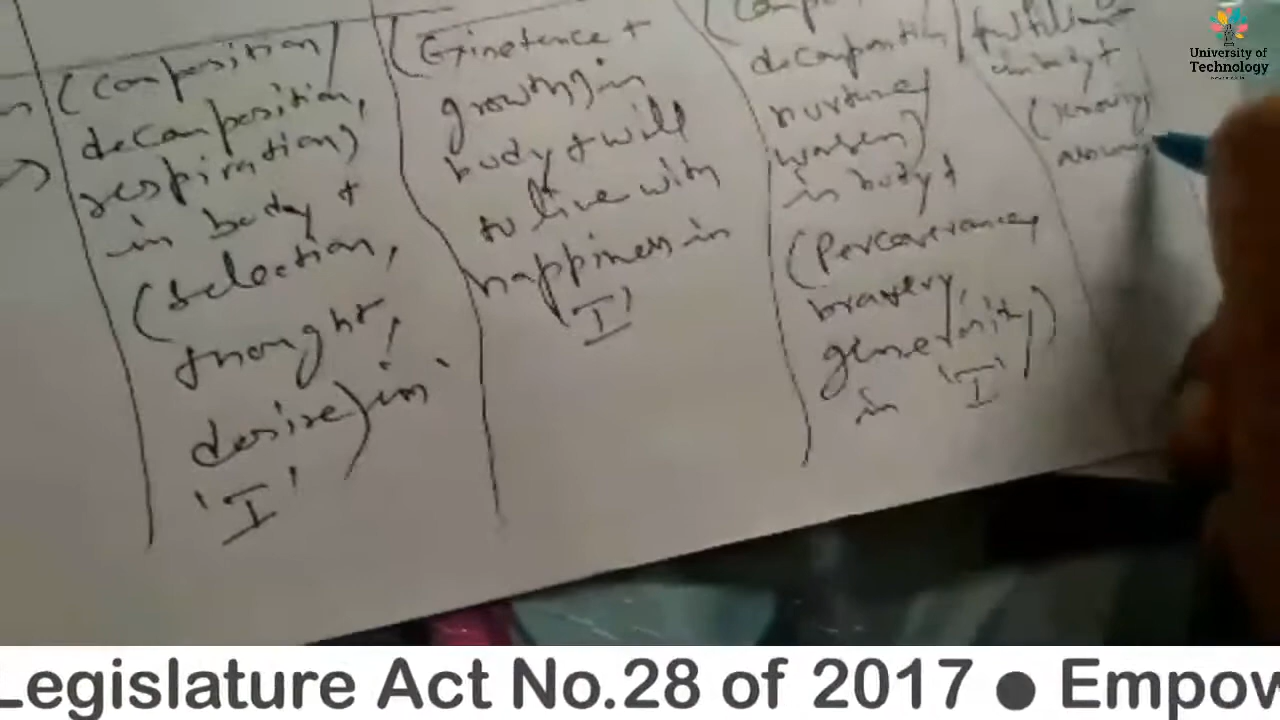 (Composition/
decomposition,
respiration)
in body +
(Selection,
thought,
desire) in
'I'
(Existence +
growth) in
body + will
to live with
happiness in
'I'
decomposition
nurture,
in body +
(Perseverance,
bravery,
generosity)
in 'I'
University of
Technology
Legislature Act No.28 of 2017 ● Empow